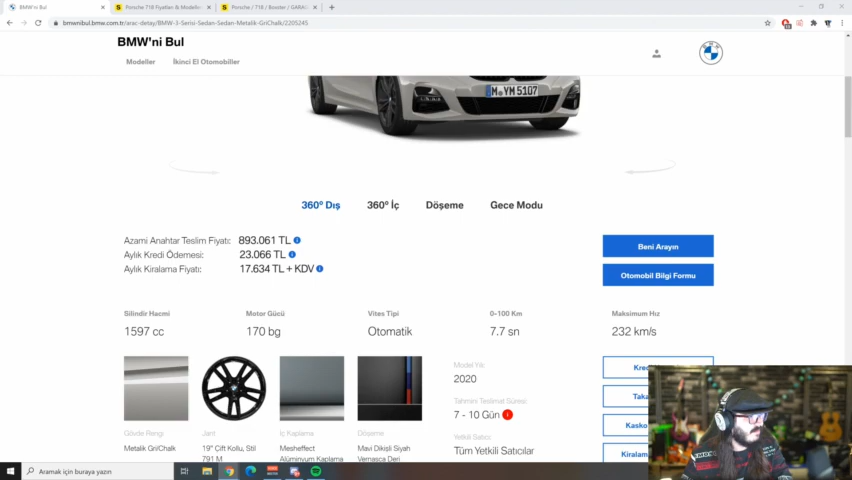 BMW'ni Bul
Porsche 718 Fiyatları & Modeller
Porsche / 718 / Boxster / GARAN
bmwnibul.bmw.com.tr/arac-detay/BMW-3-Serisi-Sedan-Sedan-Metalik-GriChalk/2205245
BMW'ni Bul
Modeller
İkinci El Otomobiller
M YM 5107
360° Dış
360° İç
Döşeme
Gece Modu
Azami Anahtar Teslim Fiyatı: 893.061 TL
Aylık Kredi Ödemesi: 23.066 TL
Aylık Kiralama Fiyatı: 17.634 TL + KDV
Beni Arayın
Otomobil Bilgi Formu
Silindir Hacmi
1597 cc
Motor Gücü
170 bg
Vites Tipi
Otomatik
0-100 Km
7.7 sn
Maksimum Hız
232 km/s
Gövde Rengi
Metalik GriChalk
Jant
19" Çift Kollu, Stil
791 M
İç Kaplama
Mesheffect
Alüminyum Kaplama
Döşeme
Mavi Dikişli Siyah
Vernasca Deri
Model Yılı:
2020
Tahmini Teslimat Süresi:
7 - 10 Gün
Yetkili Satıcı:
Tüm Yetkili Satıcılar
Kred
Taka
Kasko
Kiralam
Aramak için buraya yazın